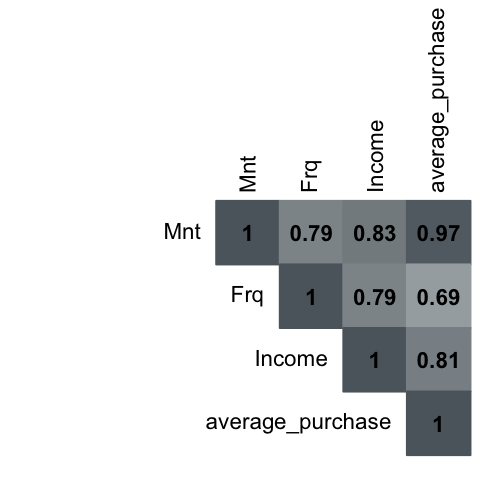 Mnt Frq Income average_purchase
Mnt 1 0.79 0.83 0.97
Frq 1 0.79 0.69
Income 1 0.81
average_purchase 1